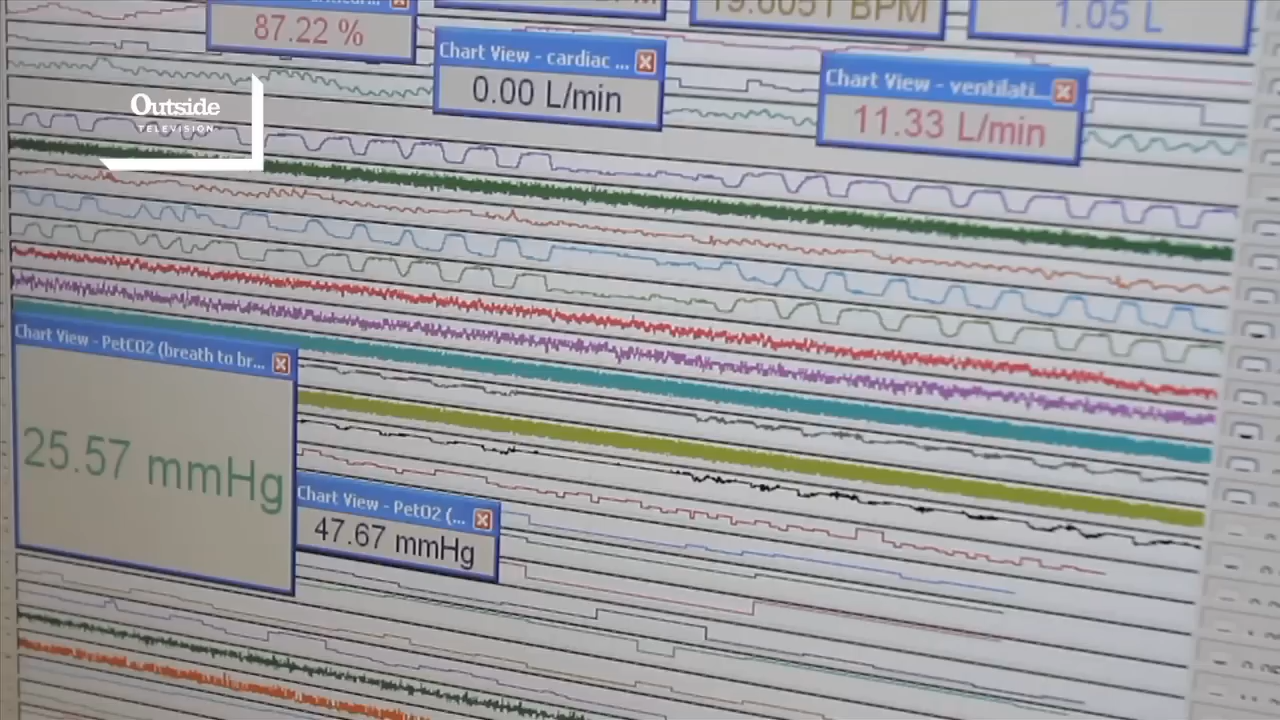 87.22 %
BPM
1.05 L
Chart View - cardiac ...
0.00 L/min
Chart View - ventilati...
11.33 L/min
Outside
TELEVISION
Chart View - PetCO2 (breath to br...
25.57 mmHg
Chart View - PetO2 (...
47.67 mmHg